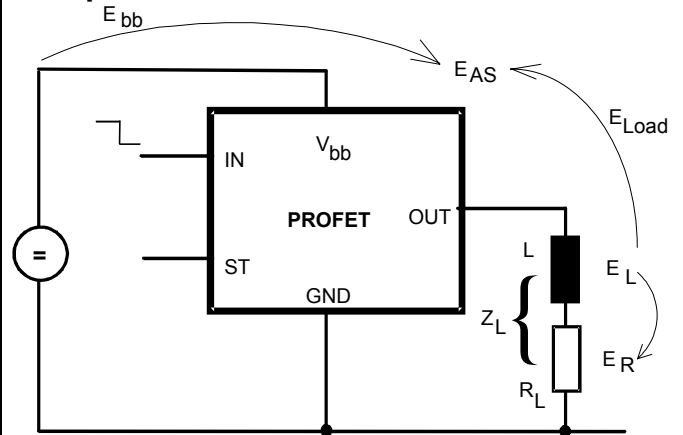 E bb
E AS
E Load
V bb
IN
PROFET
OUT
ST
GND
=
L
E L
Z L {
E R
R L